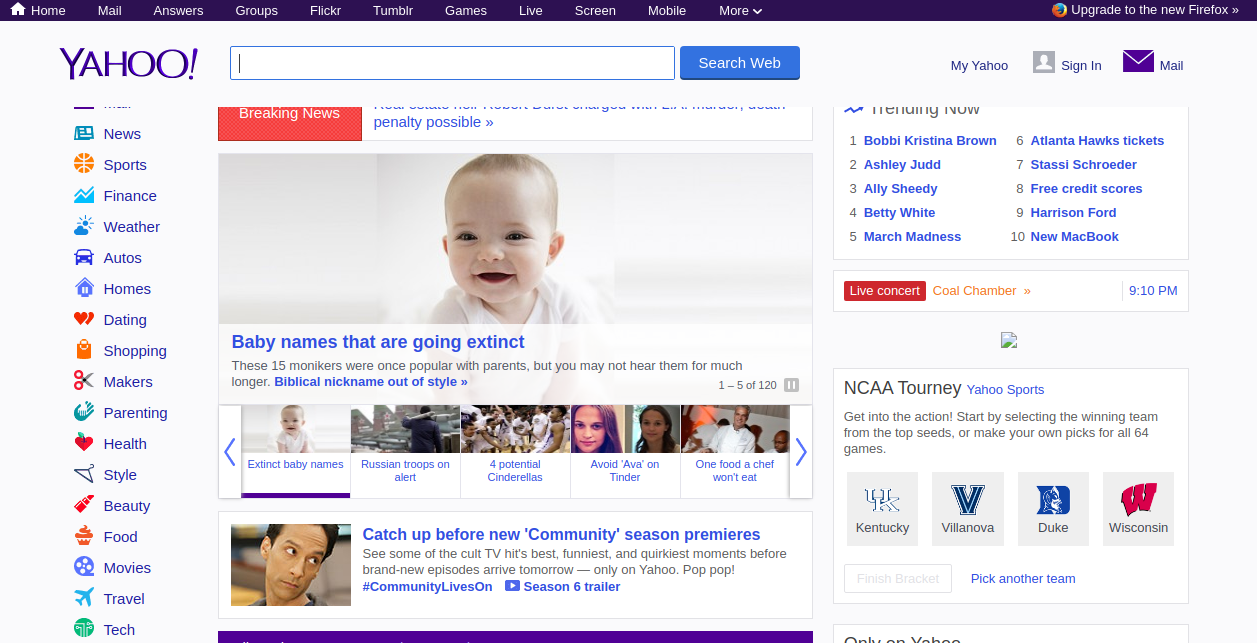 Home Mail Answers Groups Flickr Tumblr Games Live Screen Mobile More Upgrade to the new Firefox »
YAHOO! Search Web My Yahoo Sign In Mail
Mail
News
Sports
Finance
Weather
Autos
Homes
Dating
Shopping
Makers
Parenting
Health
Style
Beauty
Food
Movies
Travel
Tech
Breaking News
Real estate heir Robert Durst charged with L.A. murder; death
penalty possible »
Baby names that are going extinct
These 15 monikers were once popular with parents, but you may not hear them for much
longer. Biblical nickname out of style »
1 – 5 of 120
Extinct baby names
Russian troops on
alert
4 potential
Cinderellas
Avoid 'Ava' on
Tinder
One food a chef
won't eat
Catch up before new 'Community' season premieres
See some of the cult TV hit's best, funniest, and quirkiest moments before
brand-new episodes arrive tomorrow — only on Yahoo. Pop pop!
#CommunityLivesOn Season 6 trailer
Trending Now
1 Bobbi Kristina Brown
2 Ashley Judd
3 Ally Sheedy
4 Betty White
5 March Madness
6 Atlanta Hawks tickets
7 Stassi Schroeder
8 Free credit scores
9 Harrison Ford
10 New MacBook
Live concert Coal Chamber » 9:10 PM
NCAA Tourney Yahoo Sports
Get into the action! Start by selecting the winning team
from the top seeds, or make your own picks for all 64
games.
Kentucky Villanova Duke Wisconsin
Finish Bracket Pick another team
Only on Yahoo